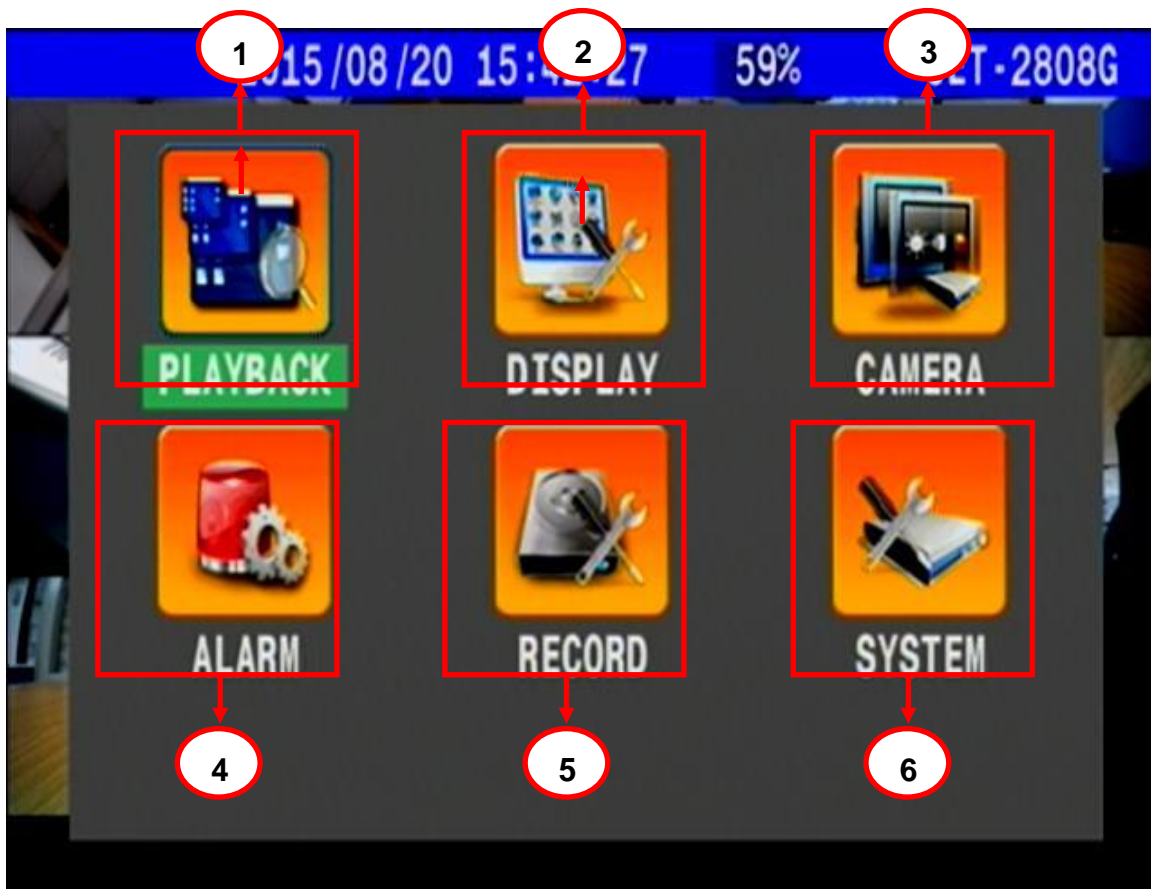 1 2 3
015/08/20 15:4 27 59% T-2808G
PLAYBACK DISPLAY CAMERA
ALARM RECORD SYSTEM
4 5 6